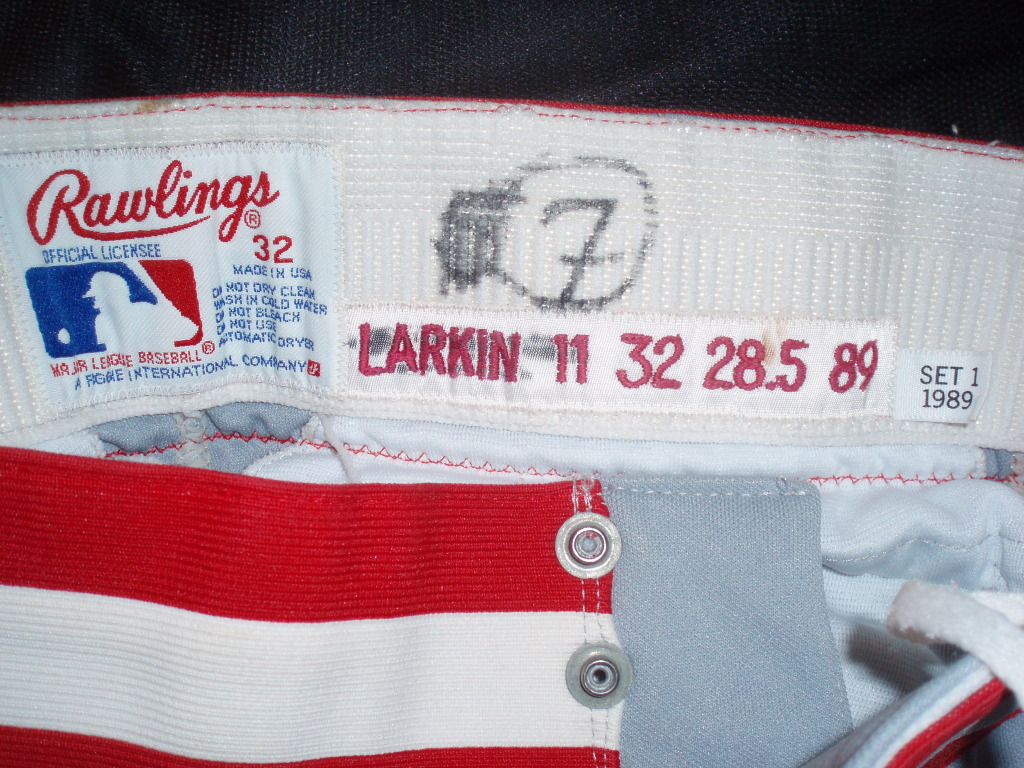 Rawlings®
OFFICIAL LICENSEE
32
MADE IN USA
DO NOT DRY CLEAN
WASH IN COLD WATER
DO NOT BLEACH
DO NOT USE
AUTOMATIC DRYER
MAJOR LEAGUE BASEBALL®
A FIGGIE INTERNATIONAL COMPANY
7
LARKIN 11 32 28.5 89
SET 1
1989